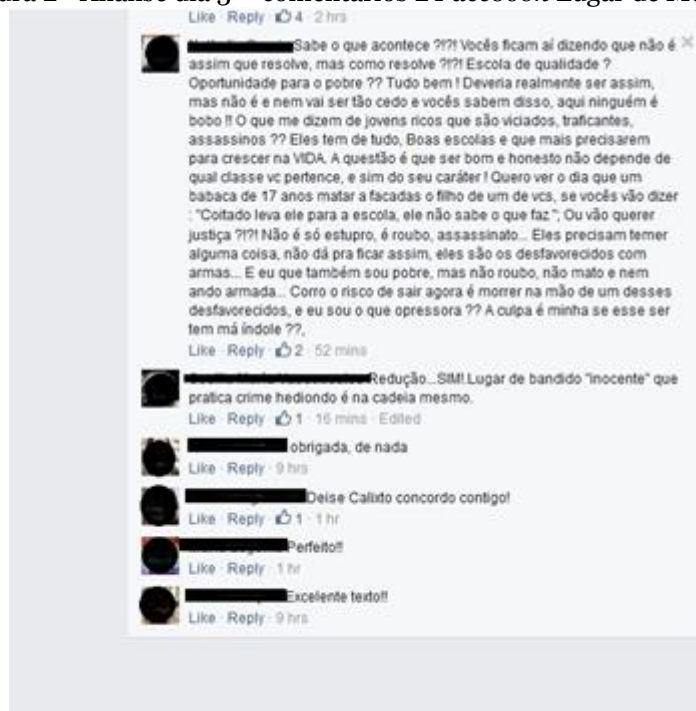 Análise dia 3 – comentários 2 Facebook Lugar de
Like · Reply · 4 · 2 hrs
Sabe o que acontece ?!?! Vocês ficam aí dizendo que não é
assim que resolve, mas como resolve ?!?! Escola de qualidade ?
Oportunidade para o pobre ?? Tudo bem ! Deveria realmente ser assim,
mas não é e nem vai ser tão cedo e vocês sabem disso, aqui ninguém é
bobo !! O que me dizem de jovens ricos que são viciados, traficantes,
assassinos ?? Eles tem de tudo, Boas escolas e que mais precisarem
para crescer na VIDA. A questão é que ser bom e honesto não depende de
qual classe vc pertence, e sim do seu caráter ! Quero ver o dia que um
babaca de 17 anos matar a facadas o filho de um de vcs, se vocês vão dizer
: "Coitado leva ele para a escola, ele não sabe o que faz "; Ou vão querer
justiça ?!?! Não é só estupro, é roubo, assassinato... Eles precisam temer
alguma coisa, não dá pra ficar assim, eles são os desfavorecidos com
armas... E eu que também sou pobre, mas não roubo, não mato e nem
ando armada... Corro o risco de sair agora é morrer na mão de um desses
desfavorecidos, e eu sou o que opressora ?? A culpa é minha se esse ser
tem má índole ??,
Like · Reply · 2 · 52 mins
Redução...SIM!.Lugar de bandido "inocente" que
pratica crime hediondo é na cadeia mesmo.
Like · Reply · 1 · 16 mins · Edited
obrigada, de nada
Like · Reply · 9 hrs
Deise Calixto concordo contigo!
Like · Reply · 1 · 1 hr
Perfeito!!
Like · Reply · 1 hr
Excelente texto!!
Like · Reply · 9 hrs